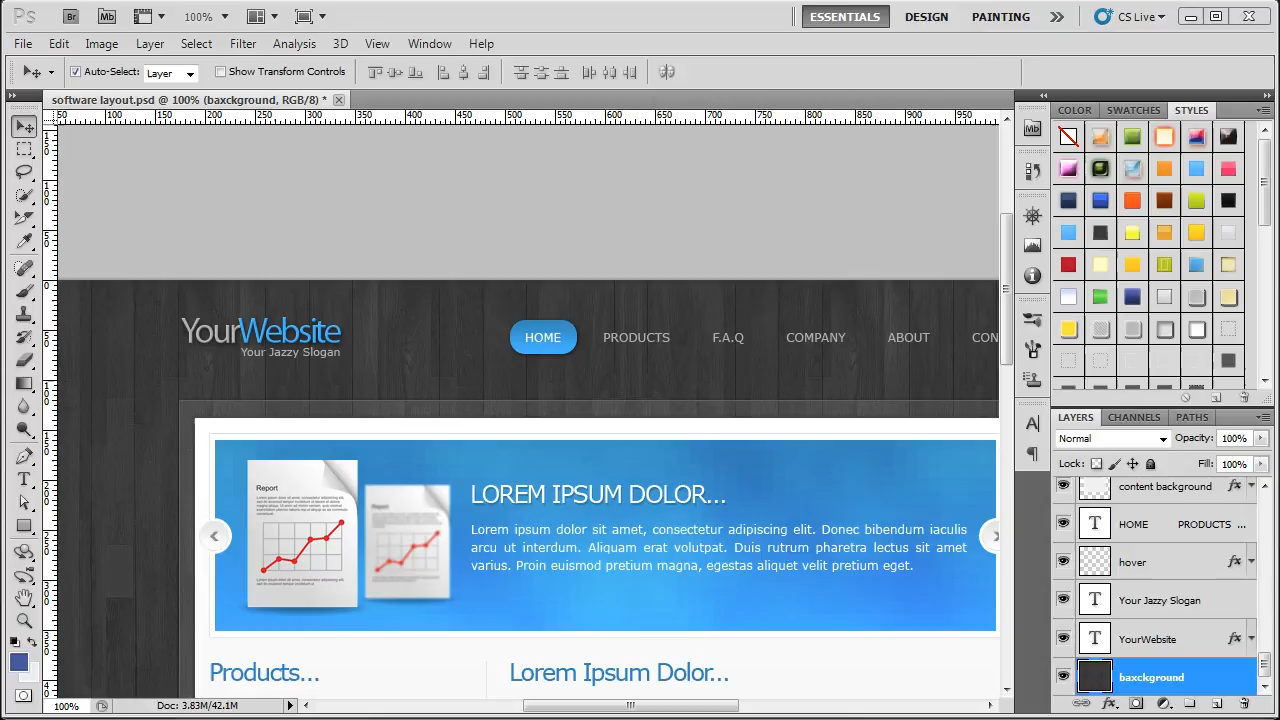 Ps Br Mb 100% ESSENTIALS DESIGN PAINTING CS Live
File Edit Image Layer Select Filter Analysis 3D View Window Help
Auto-Select: Layer Show Transform Controls
software layout.psd @ 100% (baxckground, RGB/8) *
COLOR SWATCHES STYLES
50 100 150 200 250 300 350 400 450 500 550 600 650 700 750 800 850 900 950
Mb
YourWebsite
Your Jazzy Slogan
HOME PRODUCTS F.A.Q COMPANY ABOUT CON
Report
LOREM IPSUM DOLOR...
Lorem ipsum dolor sit amet, consectetur adipiscing elit. Donec bibendum iaculis
arcu ut interdum. Aliquam erat volutpat. Duis rutrum pharetra lectus sit amet
varius. Proin euismod pretium magna, egestas aliquet velit pretium eget.
Report
Products...
Lorem Ipsum Dolor...
LAYERS CHANNELS PATHS
Normal Opacity: 100%
Lock: Fill: 100%
content background fx
T HOME PRODUCTS ...
hover
T Your Jazzy Slogan
T YourWebsite fx
baxckground
100% Doc: 3.83M/42.1M